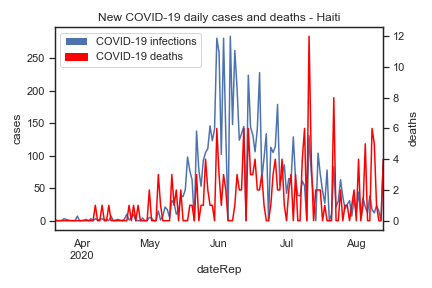 New COVID-19 daily cases and deaths - Haiti
COVID-19 infections
COVID-19 deaths
250
200
150
100
50
0
cases
12
10
8
6
4
2
0
deaths
Apr
2020
May
Jun
Jul
Aug
dateRep